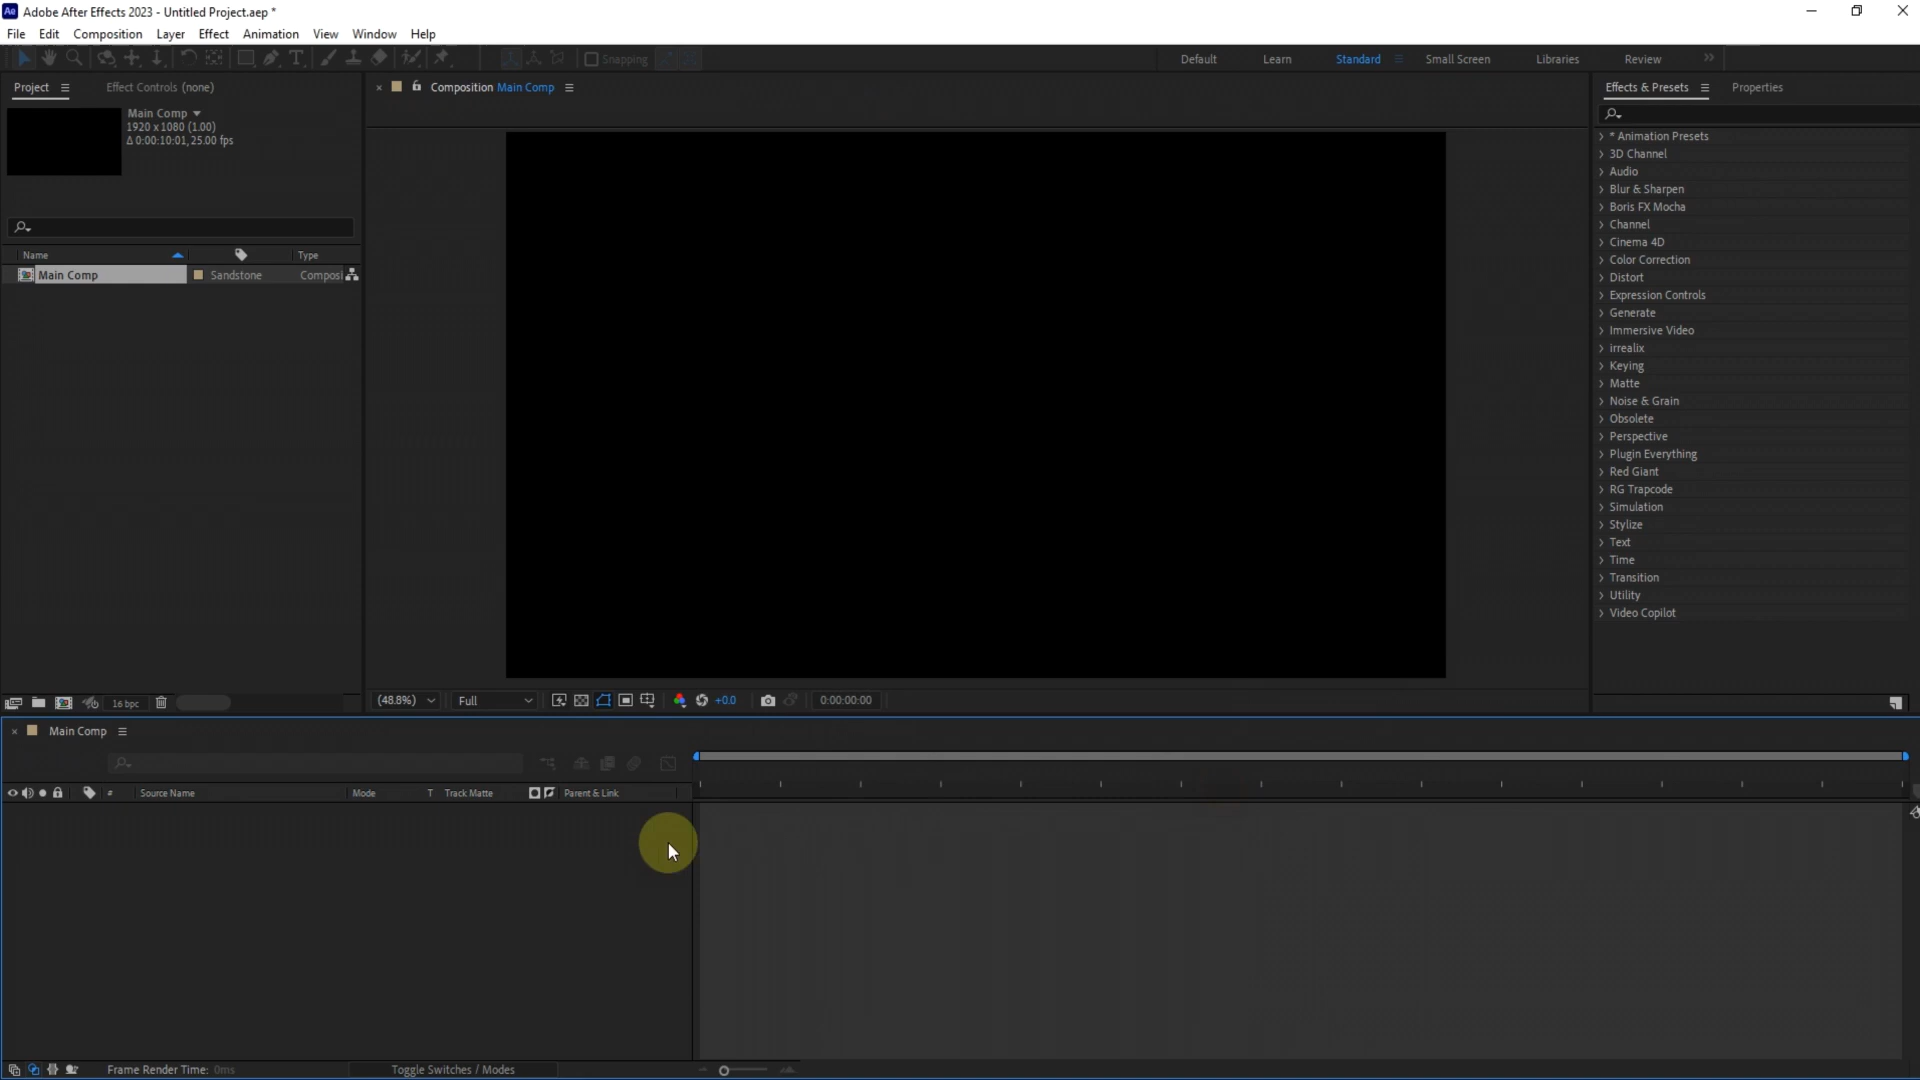 Ae Adobe After Effects 2023 - Untitled Project.aep *
File Edit Composition Layer Effect Animation View Window Help
Snapping Default Learn Standard Small Screen Libraries Review
Project Effect Controls (none)
Composition Main Comp
Effects & Presets Properties
Main Comp
1920 x 1080 (1.00)
Δ 0:00:10:01, 25.00 fps
Name Type
Main Comp Sandstone Composi
* Animation Presets
3D Channel
Audio
Blur & Sharpen
Boris FX Mocha
Channel
Cinema 4D
Color Correction
Distort
Expression Controls
Generate
Immersive Video
irrealix
Keying
Matte
Noise & Grain
Obsolete
Perspective
Plugin Everything
Red Giant
RG Trapcode
Simulation
Stylize
Text
Time
Transition
Utility
Video Copilot
16 bpc
(48.8%) Full +0.0 0:00:00:00
Main Comp
# Source Name Mode T Track Matte Parent & Link
Frame Render Time: 0ms Toggle Switches / Modes